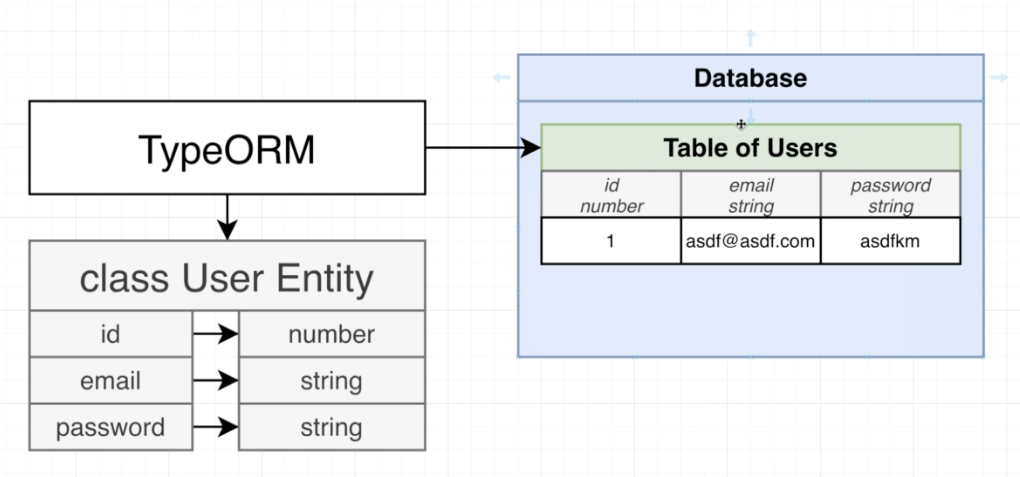 TypeORM
class User Entity
id number
email string
password string
Database
Table of Users
id email password
number string string
1 asdf@asdf.com asdfkm